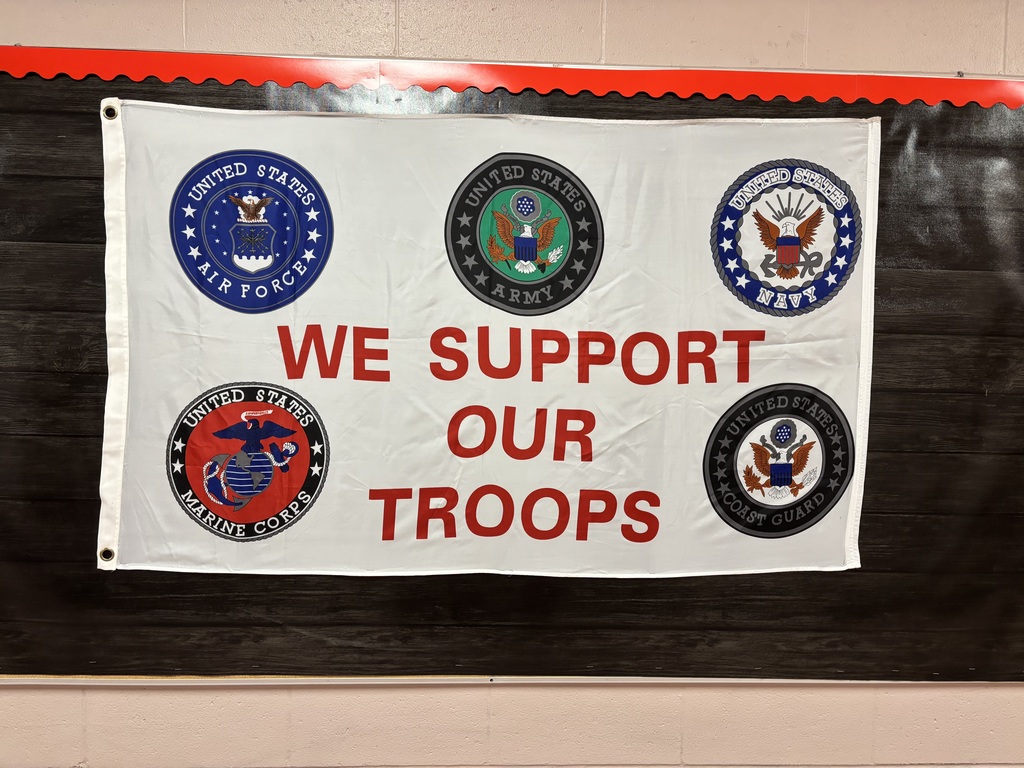 UNITED STATES
AIR FORCE
UNITED STATES
ARMY
UNITED STATES
NAVY
WE SUPPORT
OUR
TROOPS
UNITED STATES
MARINE CORPS
UNITED STATES
COAST GUARD